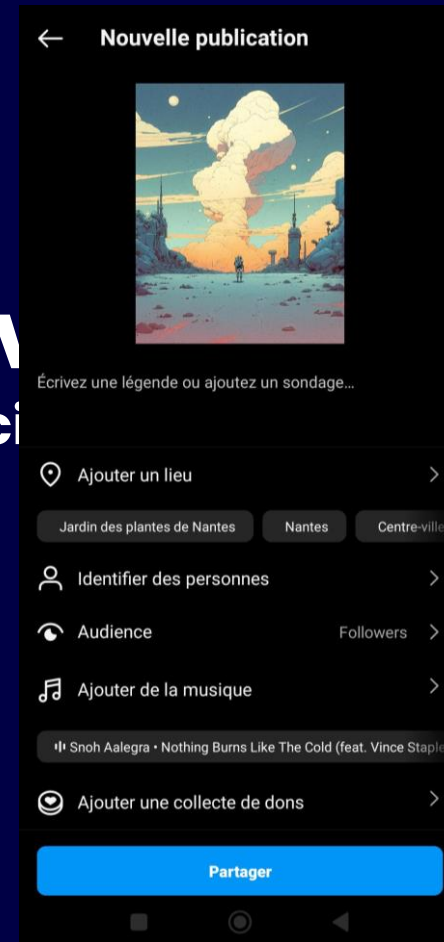 Nouvelle publication
Écrivez une légende ou ajoutez un sondage...
Ajouter un lieu
Jardin des plantes de Nantes Nantes Centre-ville
Identifier des personnes
Audience Followers
Ajouter de la musique
Snoh Aalegra • Nothing Burns Like The Cold (feat. Vince Staple
Ajouter une collecte de dons
Partager